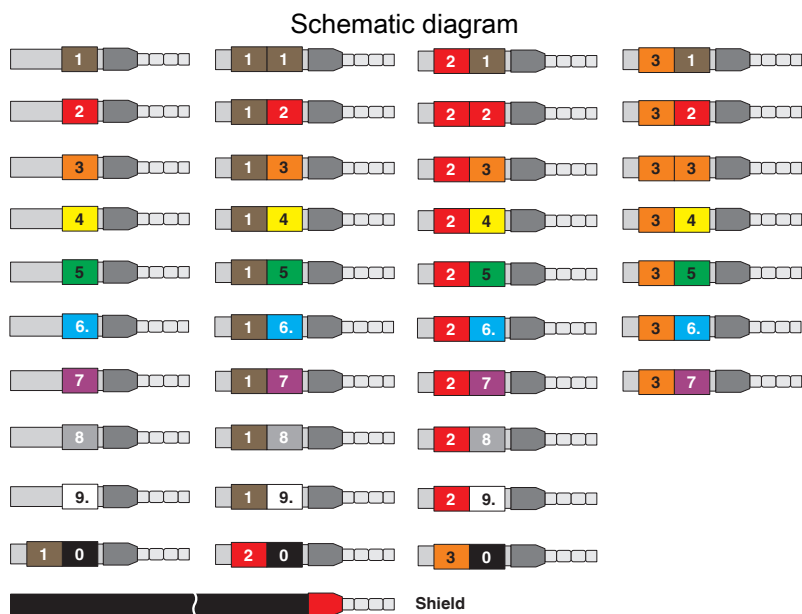 Schematic diagram
1 1 1 2 1 3 1
2 1 2 2 2 3 2
3 1 3 2 3 3 3
4 1 4 2 4 3 4
5 1 5 2 5 3 5
6. 1 6. 2 6. 3 6.
7 1 7 2 7 3 7
8 1 8 2 8
9. 1 9. 2 9.
1 0 2 0 3 0
Shield